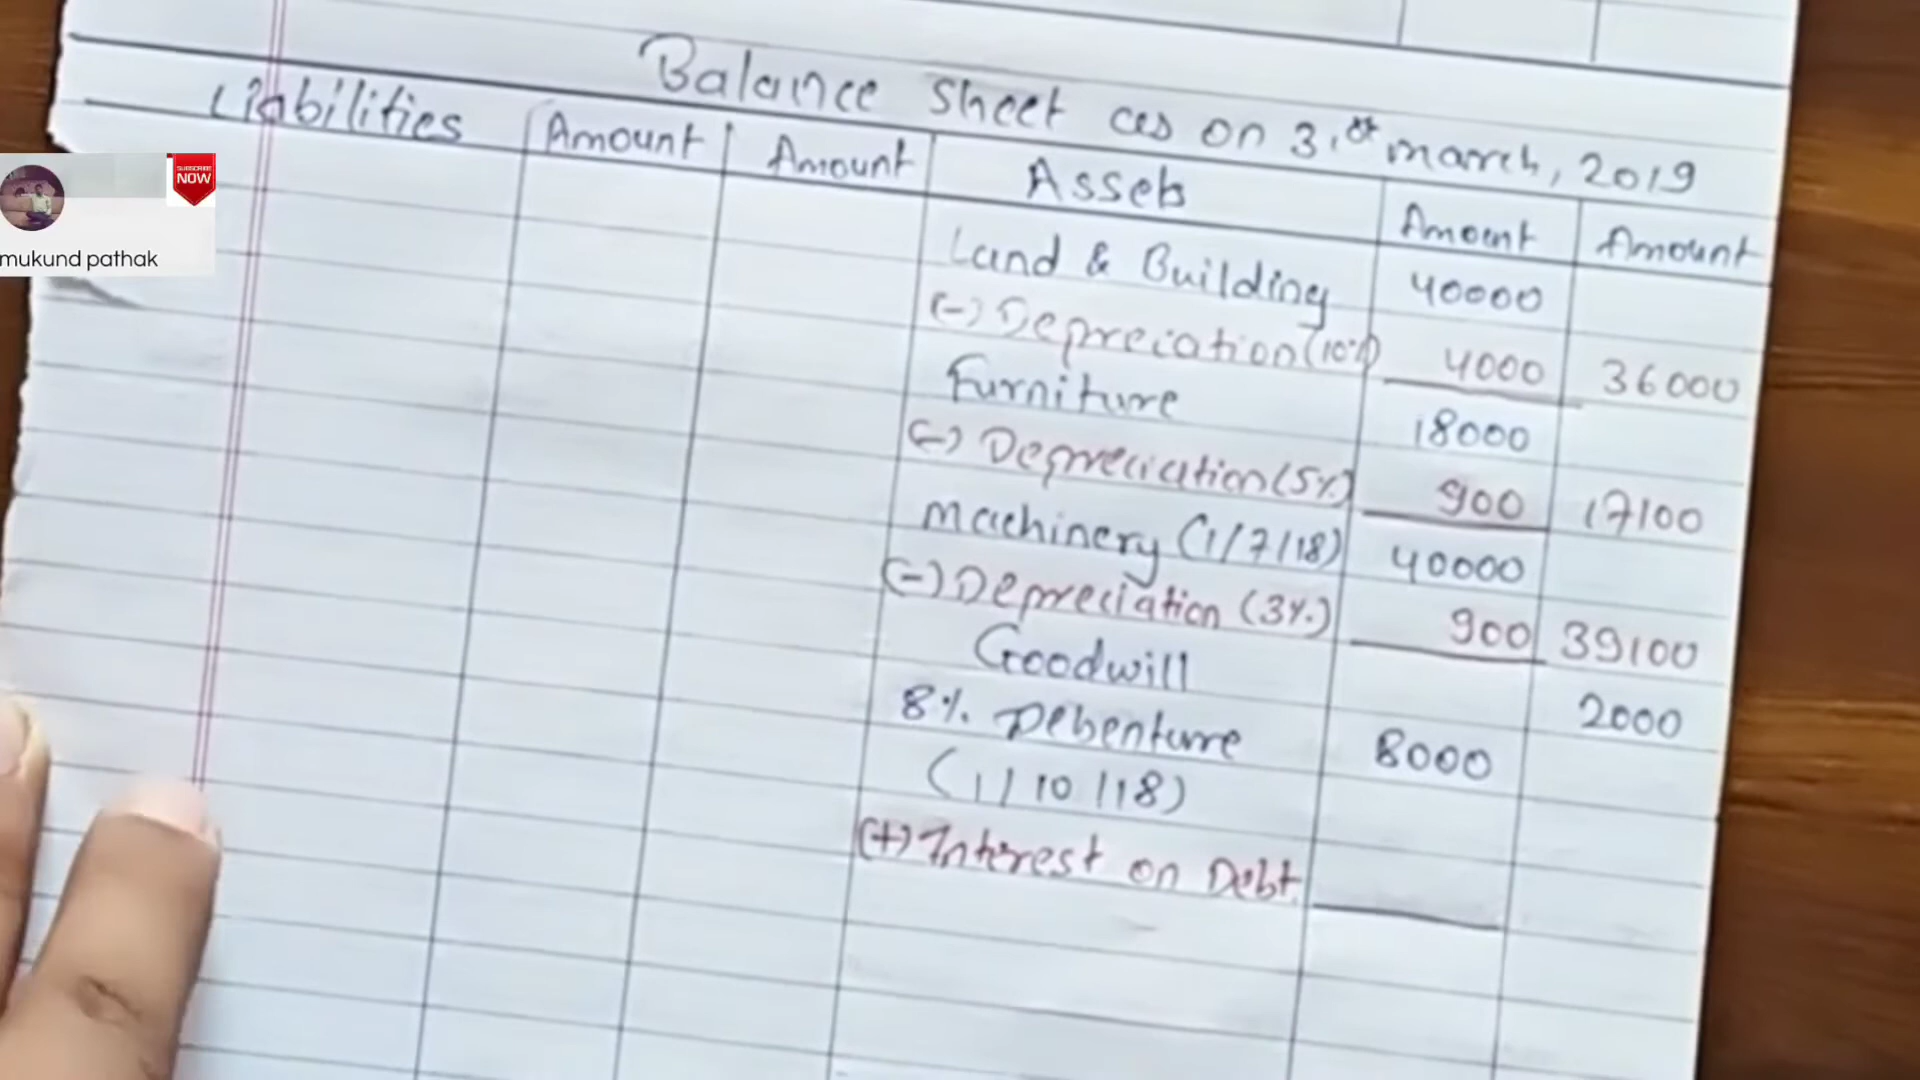 Balance Sheet as on 31st march, 2019
Liabilities Amount Amount Assets Amount Amount
Land & Building 40000
(-) Depreciation (10%) 4000 36000
Furniture 18000
(-) Depreciation (5%) 900 17100
Machinery (1/7/18) 40000
(-) Depreciation (3%) 900 39100
Goodwill 2000
8% Debenture 8000
(1/10/18)
(+) Interest on Debt.
SUBSCRIBE
NOW
mukund pathak